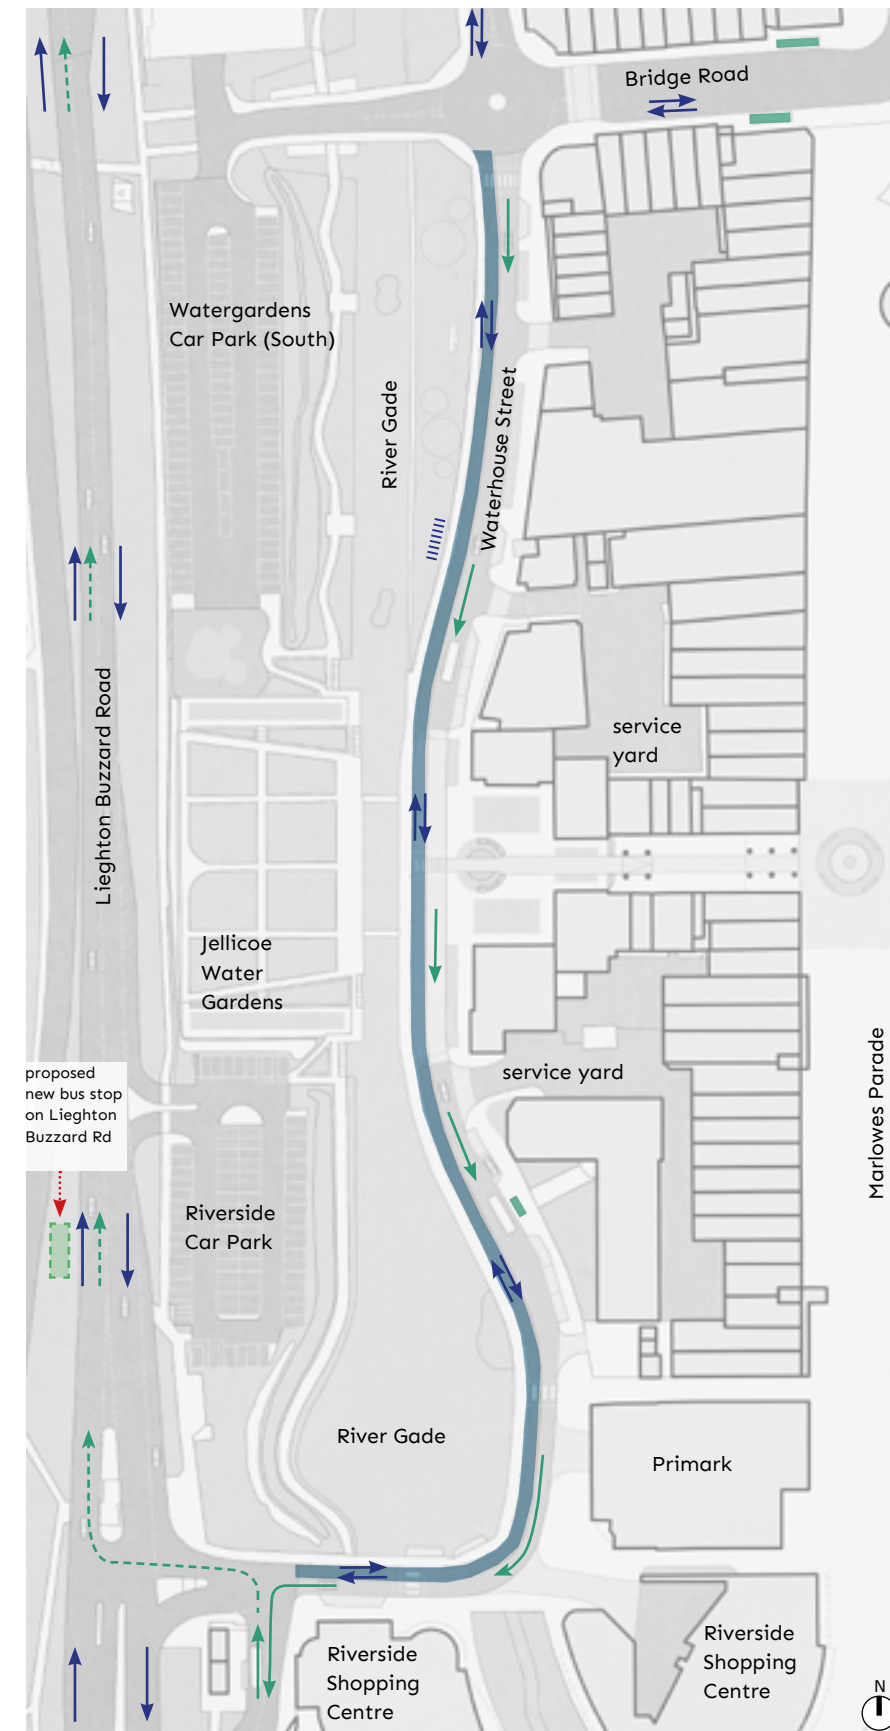 Bridge Road
Watergardens
Car Park (South)
River Gade
Waterhouse Street
Lieghton Buzzard Road
service
yard
Jellicoe
Water
Gardens
service yard
Marlowes Parade
proposed
new bus stop
on Lieghton
Buzzard Rd
Riverside
Car Park
River Gade
Primark
Riverside
Shopping
Centre
Riverside
Shopping
Centre
N